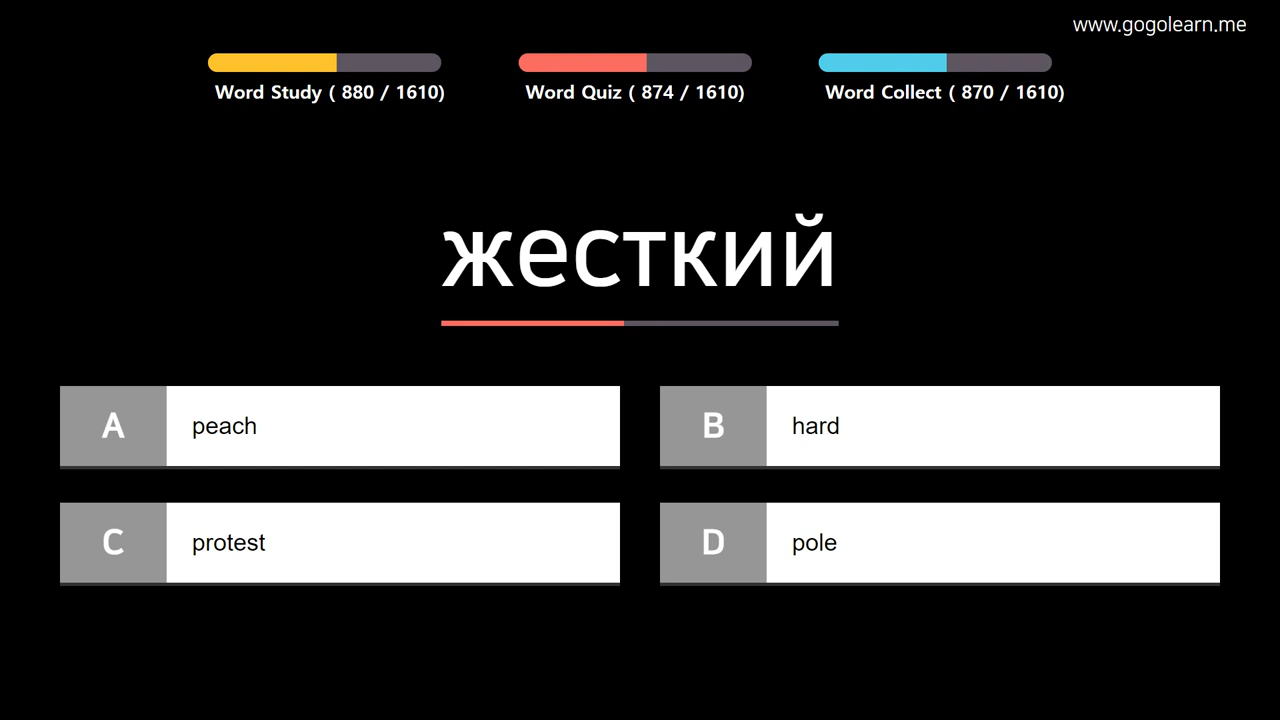 www.gogolearn.me
Word Study ( 880 / 1610)
Word Quiz ( 874 / 1610)
Word Collect ( 870 / 1610)
жесткий
A peach
B hard
C protest
D pole